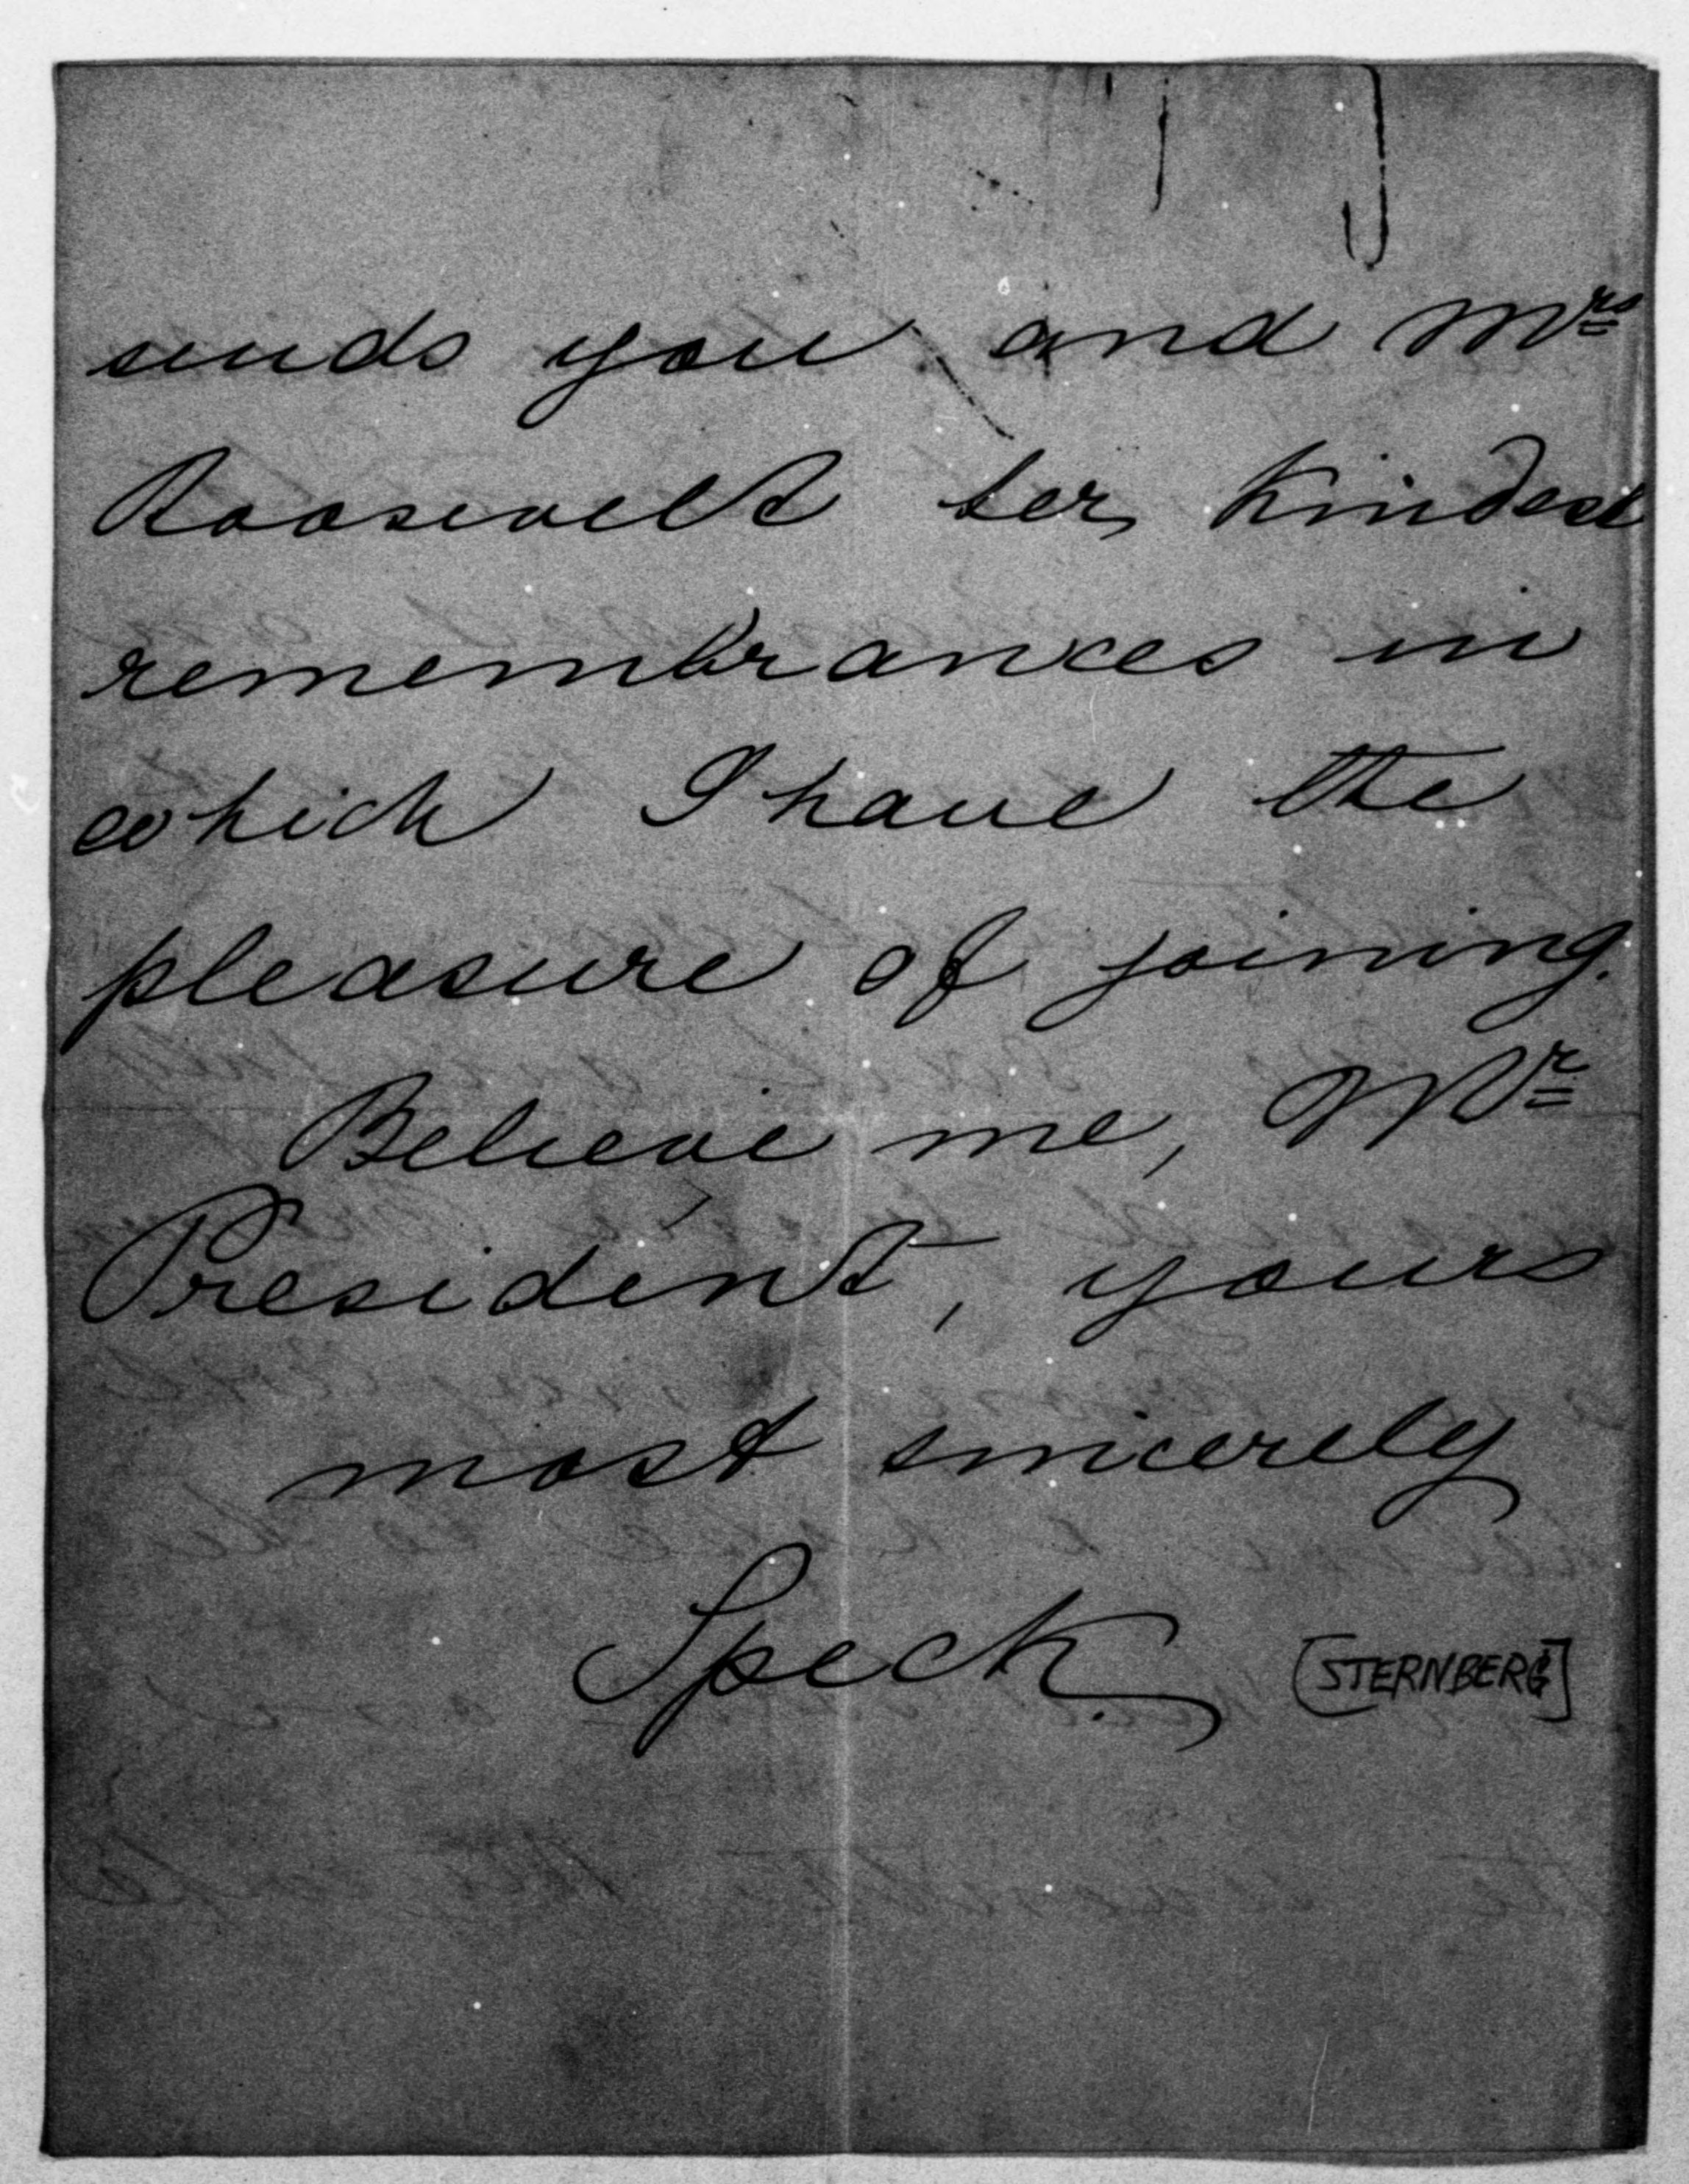 sends you and Mrs
Roosevelt her kindest
remembrances in
which I have the
pleasure of joining.
Believe me, Mr
President, yours
most sincerely
Speck. [STERNBERG]